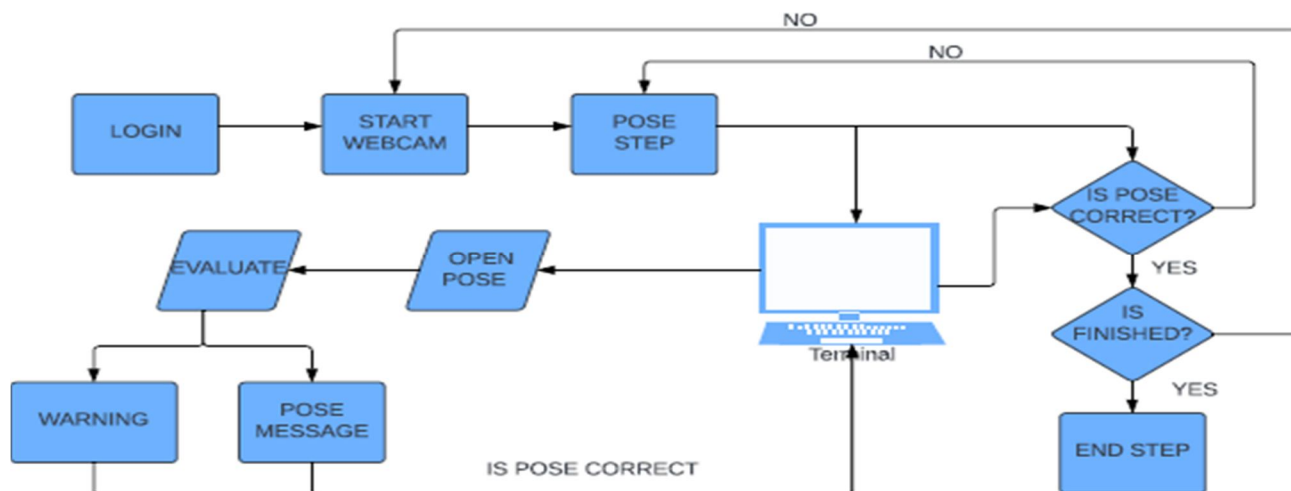 NO
NO
LOGIN
START
WEBCAM
POSE
STEP
IS POSE
CORRECT?
EVALUATE
OPEN
POSE
YES
IS
FINISHED?
Terminal
YES
WARNING
POSE
MESSAGE
END STEP
IS POSE CORRECT